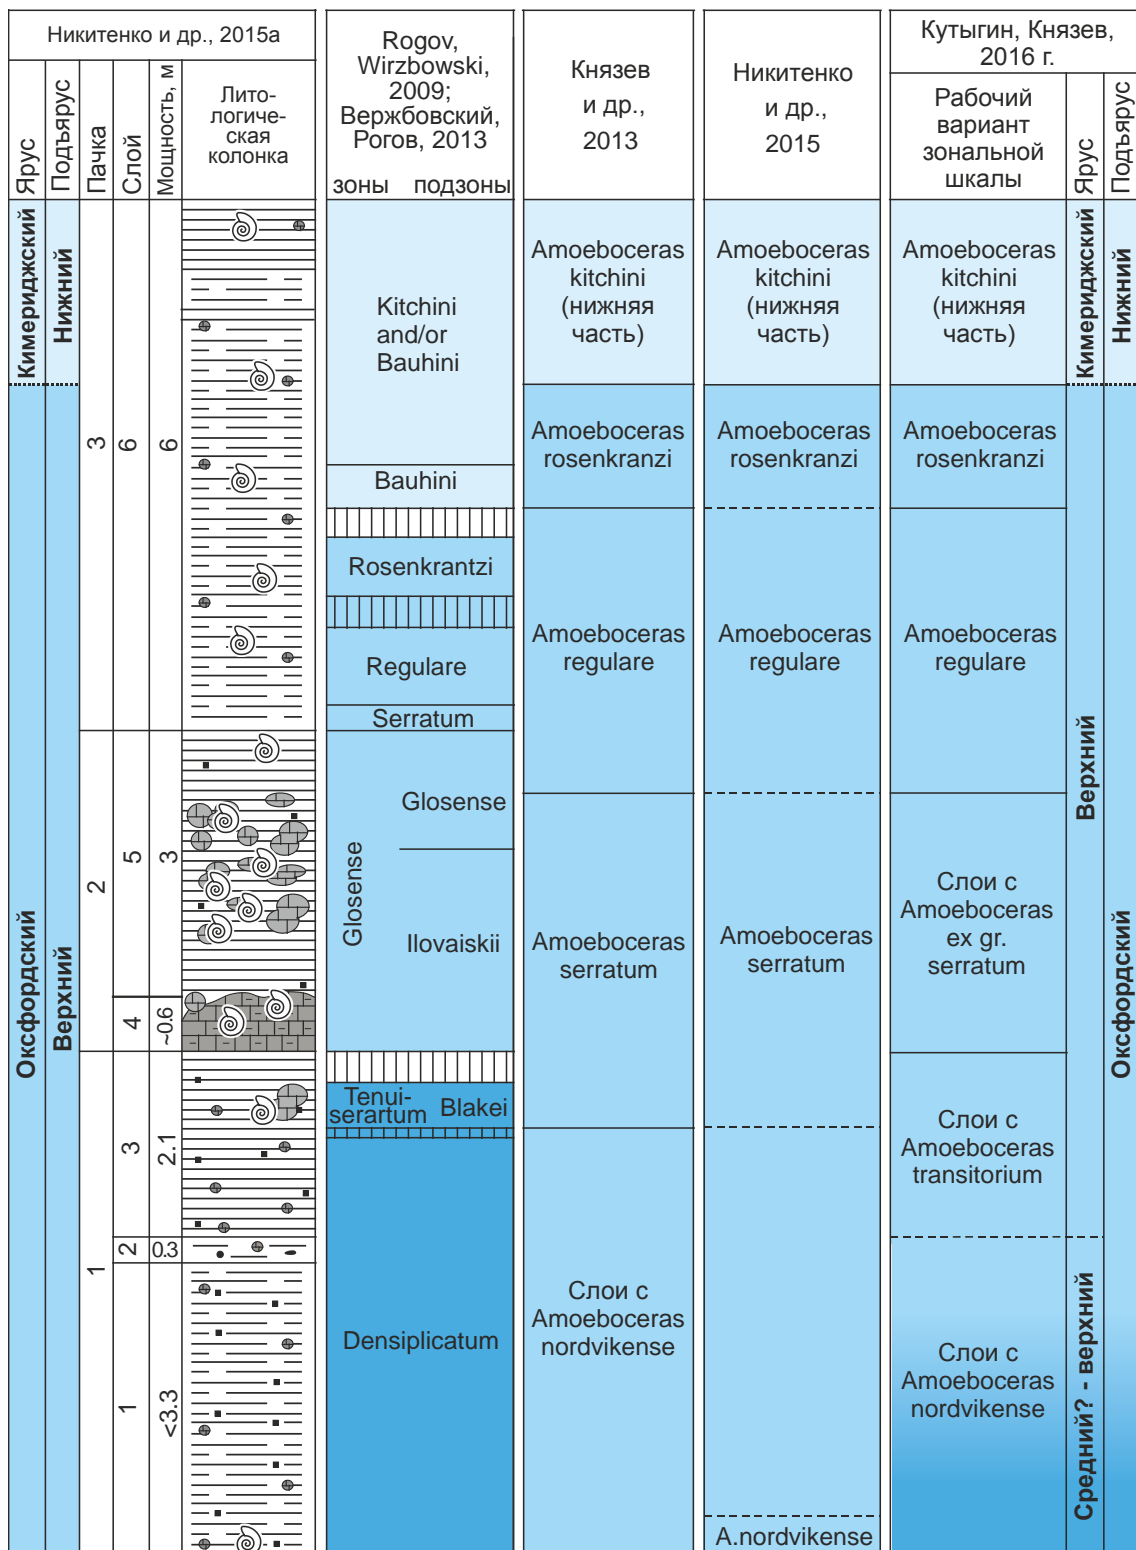 Никитенко и др., 2015а
Ярус
Подъярус
Пачка
Слой
Мощность, м
Лито-
логичес-
ская
колонка
Rogov,
Wirzbowski,
2009;
Вержбовский,
Рогов, 2013
зоны подзоны
Князев
и др.,
2013
Никитенко
и др.,
2015
Кутыгин, Князев,
2016 г.
Рабочий
вариант
зональной
шкалы
Ярус
Подъярус
Кимериджский
Нижний
Оксфордский
Верхний
3
2
1
6
5
4
3
2
1
6
3
~0.6
2.1
0.3
<3.3
Kitchini
and/or
Bauhini
Bauhini
Rosenkrantzi
Regulare
Serratum
Glosense
Glosense
Ilovaiskii
Tenui-
serartum Blakei
Densiplicatum
Amoeboceras
kitchini
(нижняя
часть)
Amoeboceras
rosenkranzi
Amoeboceras
regulare
Amoeboceras
serratum
Слои с
Amoeboceras
nordvikense
Amoeboceras
kitchini
(нижняя
часть)
Amoeboceras
rosenkranzi
Amoeboceras
regulare
Amoeboceras
serratum
A.nordvikense
Amoeboceras
kitchini
(нижняя
часть)
Amoeboceras
rosenkranzi
Amoeboceras
regulare
Слои с
Amoeboceras
ex gr.
serratum
Слои с
Amoeboceras
transitorium
Слои с
Amoeboceras
nordvikense
Кимериджский
Нижний
Верхний
Средний? - верхний
Оксфордский